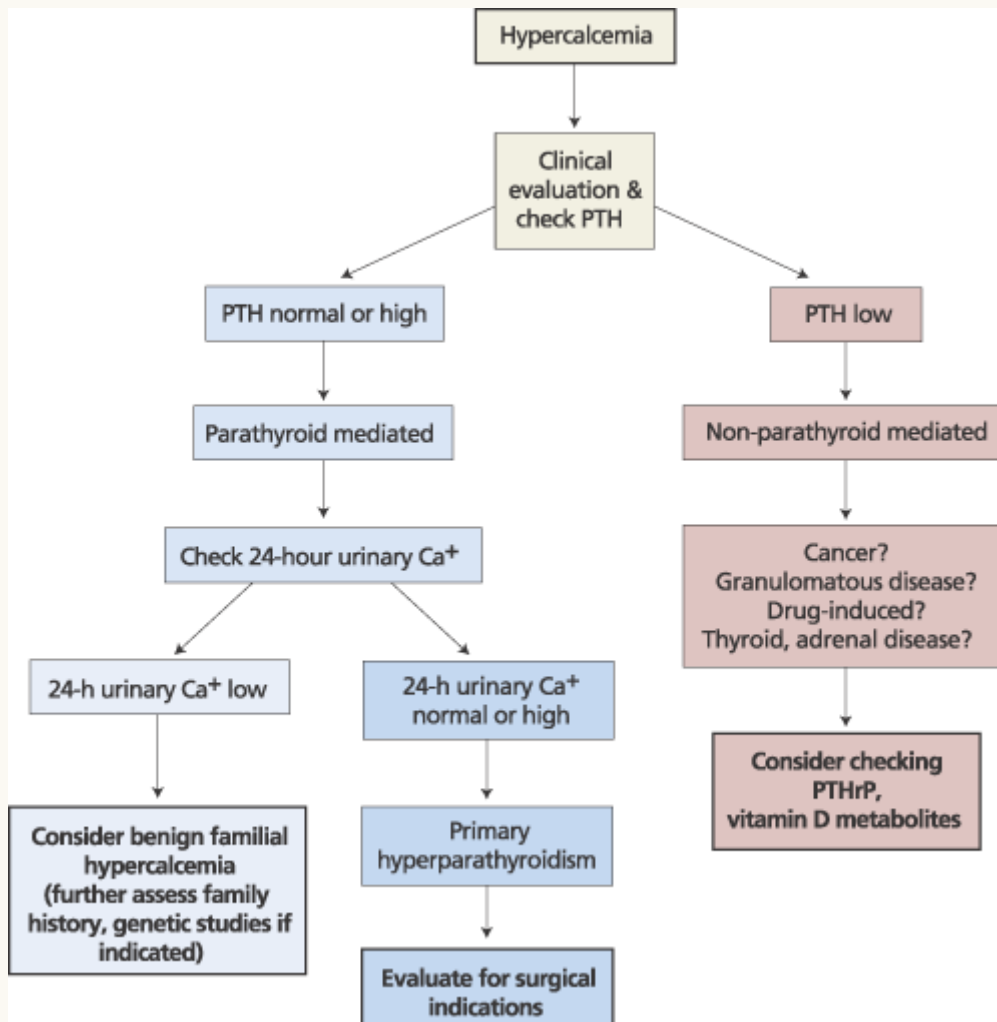 Hypercalcemia
Clinical
evaluation &
check PTH
PTH normal or high
PTH low
Parathyroid mediated
Non-parathyroid mediated
Check 24-hour urinary Ca⁺
Cancer?
Granulomatous disease?
Drug-induced?
Thyroid, adrenal disease?
24-h urinary Ca⁺ low
24-h urinary Ca⁺
normal or high
Consider checking
PTHrP,
vitamin D metabolites
Consider benign familial
hypercalcemia
(further assess family
history, genetic studies if
indicated)
Primary
hyperparathyroidism
Evaluate for surgical
indications